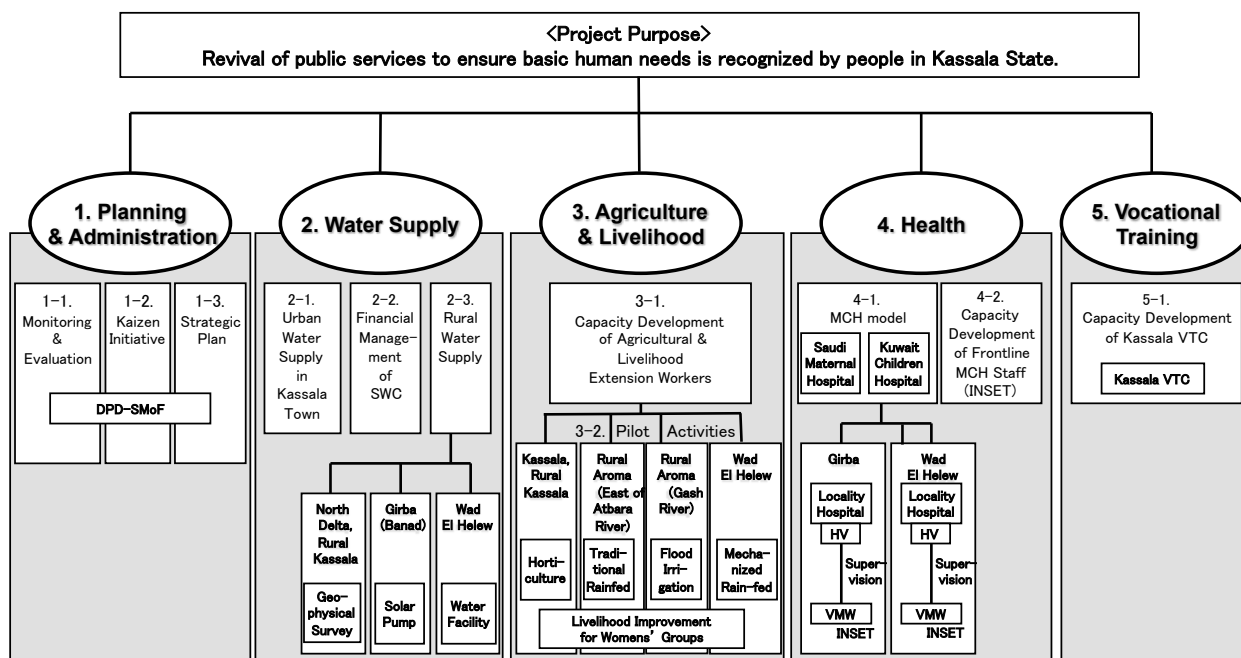 <Project Purpose>
Revival of public services to ensure basic human needs is recognized by people in Kassala State.
1. Planning
& Administration
1-1.
Monitoring
&
Evaluation
1-2.
Kaizen
Initiative
1-3.
Strategic
Plan
DPD-SMoF
2. Water Supply
2-1.
Urban
Water
Supply
in
Kassala
Town
2-2.
Financial
Manage-
ment
of
SWC
2-3.
Rural
Water
Supply
North
Delta,
Rural
Kassala
Geo-
physical
Survey
Girba
(Banad)
Solar
Pump
Wad
El Helew
Water
Facility
3. Agriculture
& Livelihood
3-1.
Capacity Development
of Agricultural &
Livelihood
Extension Workers
3-2. Pilot Activities
Kassala,
Rural
Kassala
Horti-
culture
Rural
Aroma
(East of
Atbara
River)
Tradi-
tional
Rainfed
Rural
Aroma
(Gash
River)
Flood
Irri-
gation
Wad
El Helew
Mecha-
nized
Rain-fed
Livelihood Improvement
for Womens' Groups
4. Health
4-1.
MCH model
Saudi
Maternal
Hospital
Kuwait
Children
Hospital
4-2.
Capacity
Development
of Frontline
MCH Staff
(INSET)
Girba
Locality
Hospital
HV
Super-
vision
VMW
INSET
Wad
El Helew
Locality
Hospital
HV
Super-
vision
VMW
INSET
5. Vocational
Training
5-1.
Capacity Development
of Kassala VTC
Kassala VTC